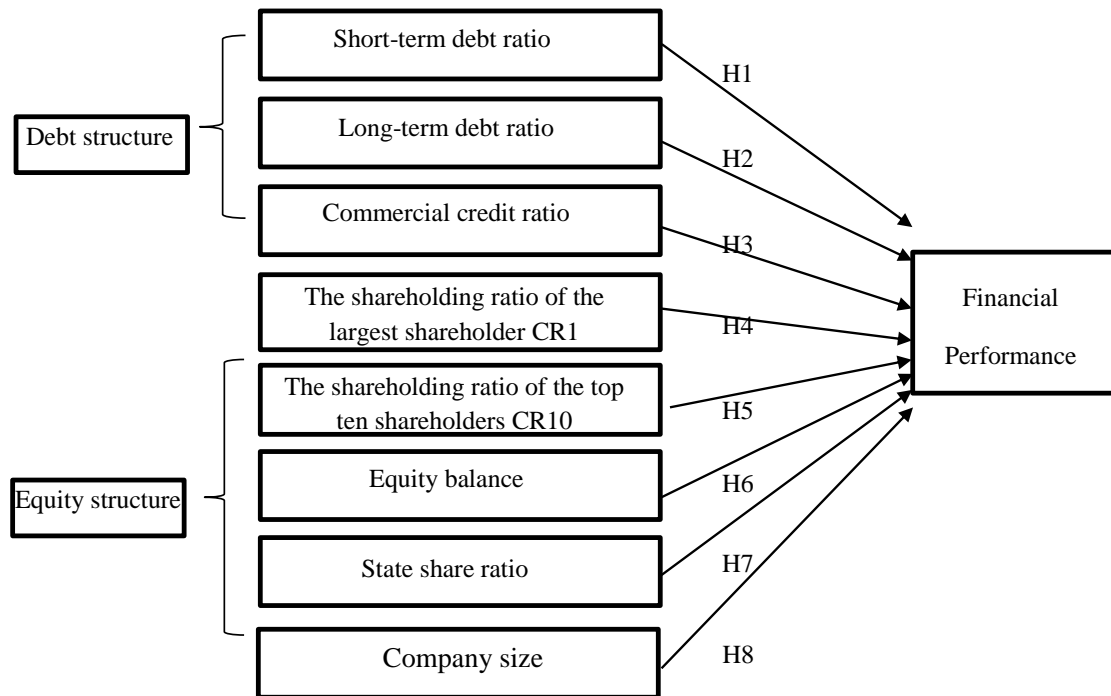 Short-term debt ratio
H1
Debt structure
Long-term debt ratio
H2
Commercial credit ratio
H3
The shareholding ratio of the
largest shareholder CR1
H4
Financial
Performance
The shareholding ratio of the top
ten shareholders CR10
H5
Equity structure
Equity balance
H6
State share ratio
H7
Company size
H8